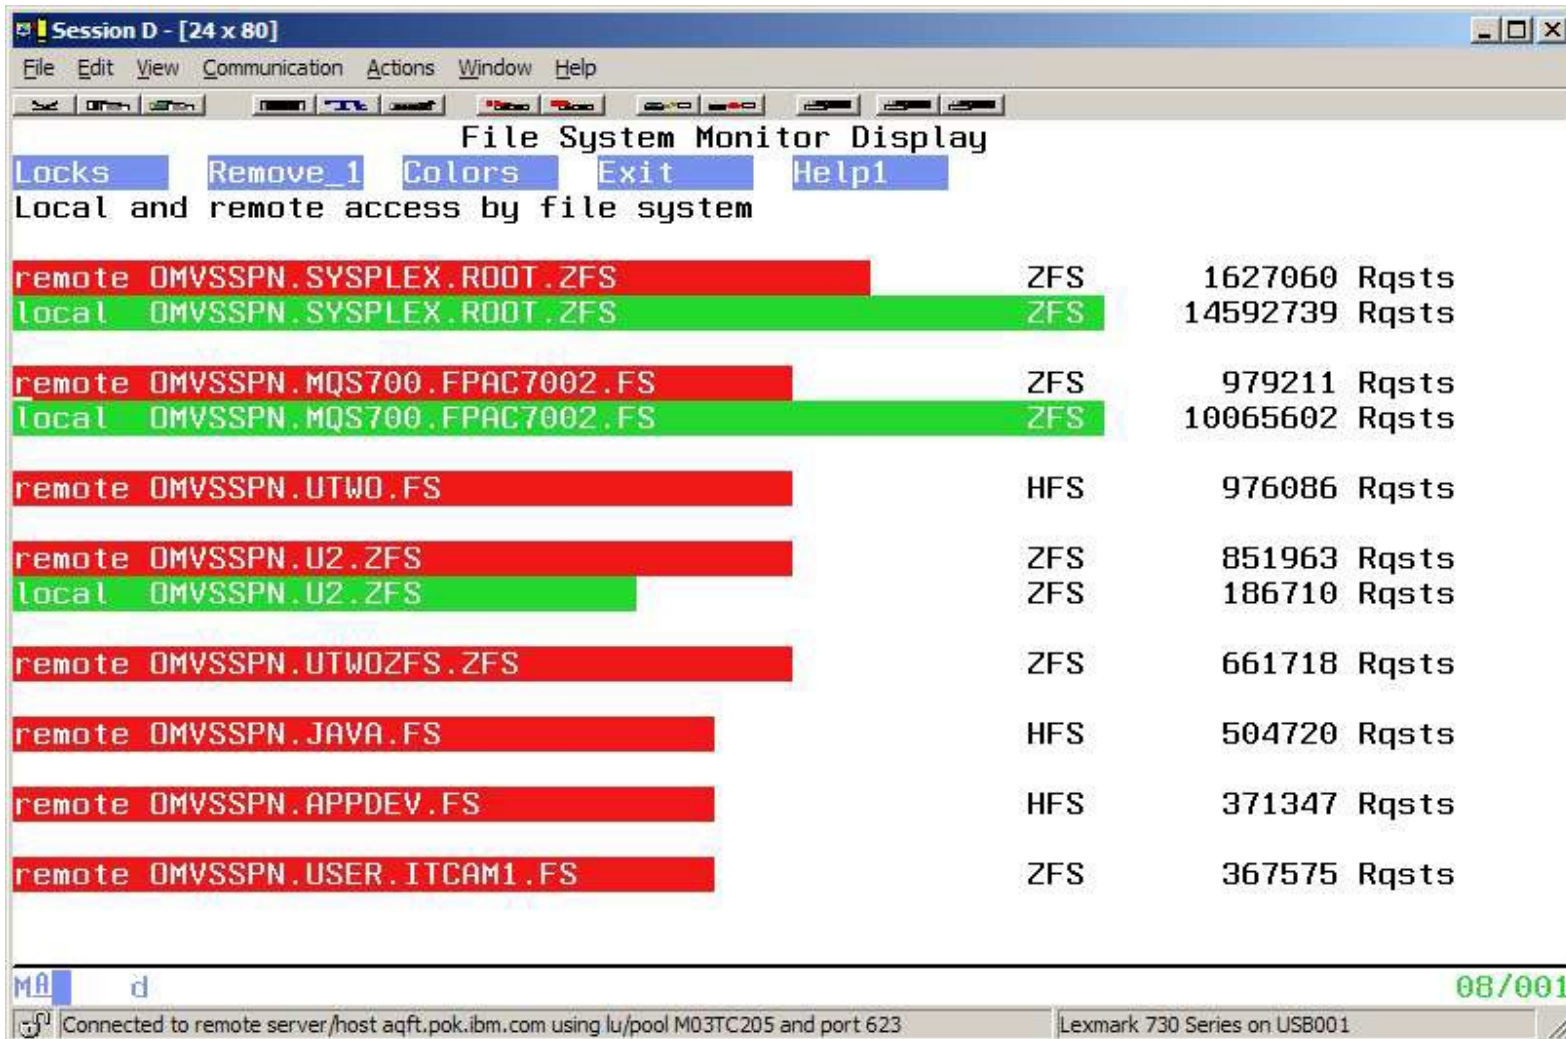 Session D - [24 x 80]
File Edit View Communication Actions Window Help
File System Monitor Display
Locks Remove_1 Colors Exit Help1
Local and remote access by file system
remote OMVSSPN.SYSPLEX.ROOT.ZFS ZFS 1627060 Rqsts
local OMVSSPN.SYSPLEX.ROOT.ZFS ZFS 14592739 Rqsts
remote OMVSSPN.MQS700.FPAC7002.FS ZFS 979211 Rqsts
local OMVSSPN.MQS700.FPAC7002.FS ZFS 10065602 Rqsts
remote OMVSSPN.UTWO.FS HFS 976086 Rqsts
remote OMVSSPN.U2.ZFS ZFS 851963 Rqsts
local OMVSSPN.U2.ZFS ZFS 186710 Rqsts
remote OMVSSPN.UTWOZFS.ZFS ZFS 661718 Rqsts
remote OMVSSPN.JAVA.FS HFS 504720 Rqsts
remote OMVSSPN.APPDEV.FS HFS 371347 Rqsts
remote OMVSSPN.USER.ITCAM1.FS ZFS 367575 Rqsts
MA d 08/001
Connected to remote server/host aqft.pok.ibm.com using lu/pool M03TC205 and port 623 Lexmark 730 Series on USB001